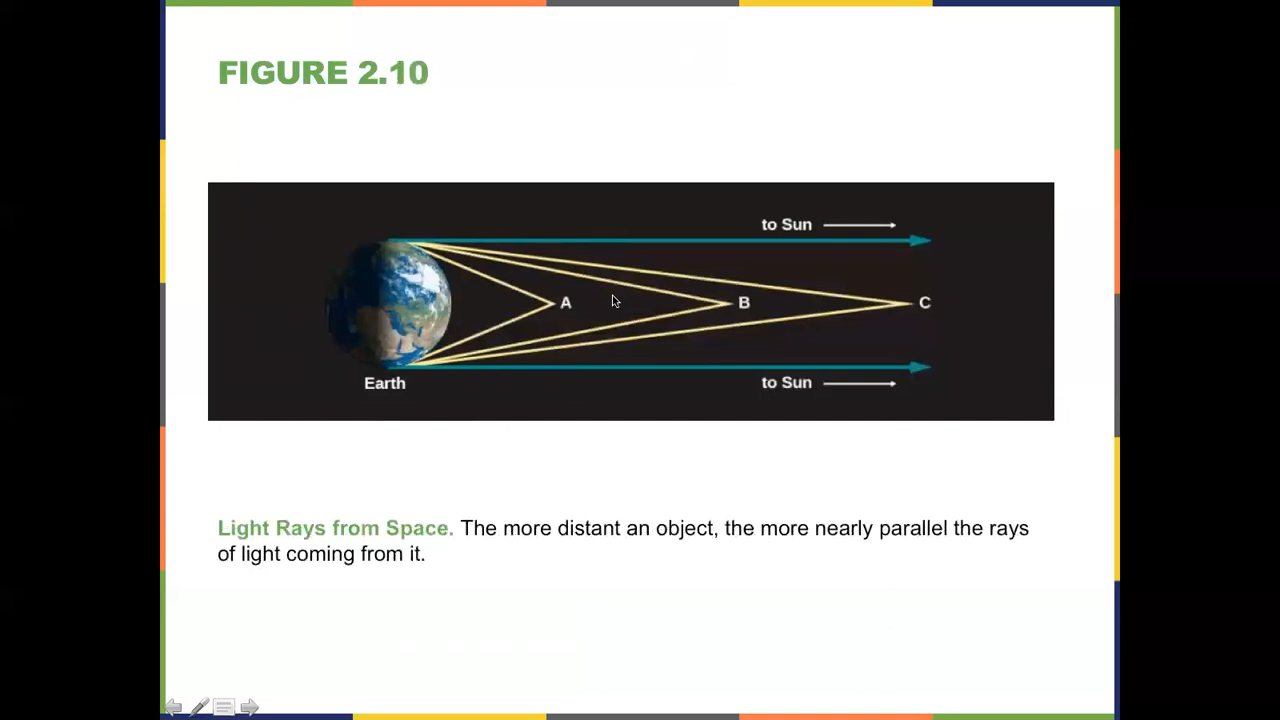 FIGURE 2.10
to Sun
A
B
C
Earth
to Sun
Light Rays from Space. The more distant an object, the more nearly parallel the rays
of light coming from it.